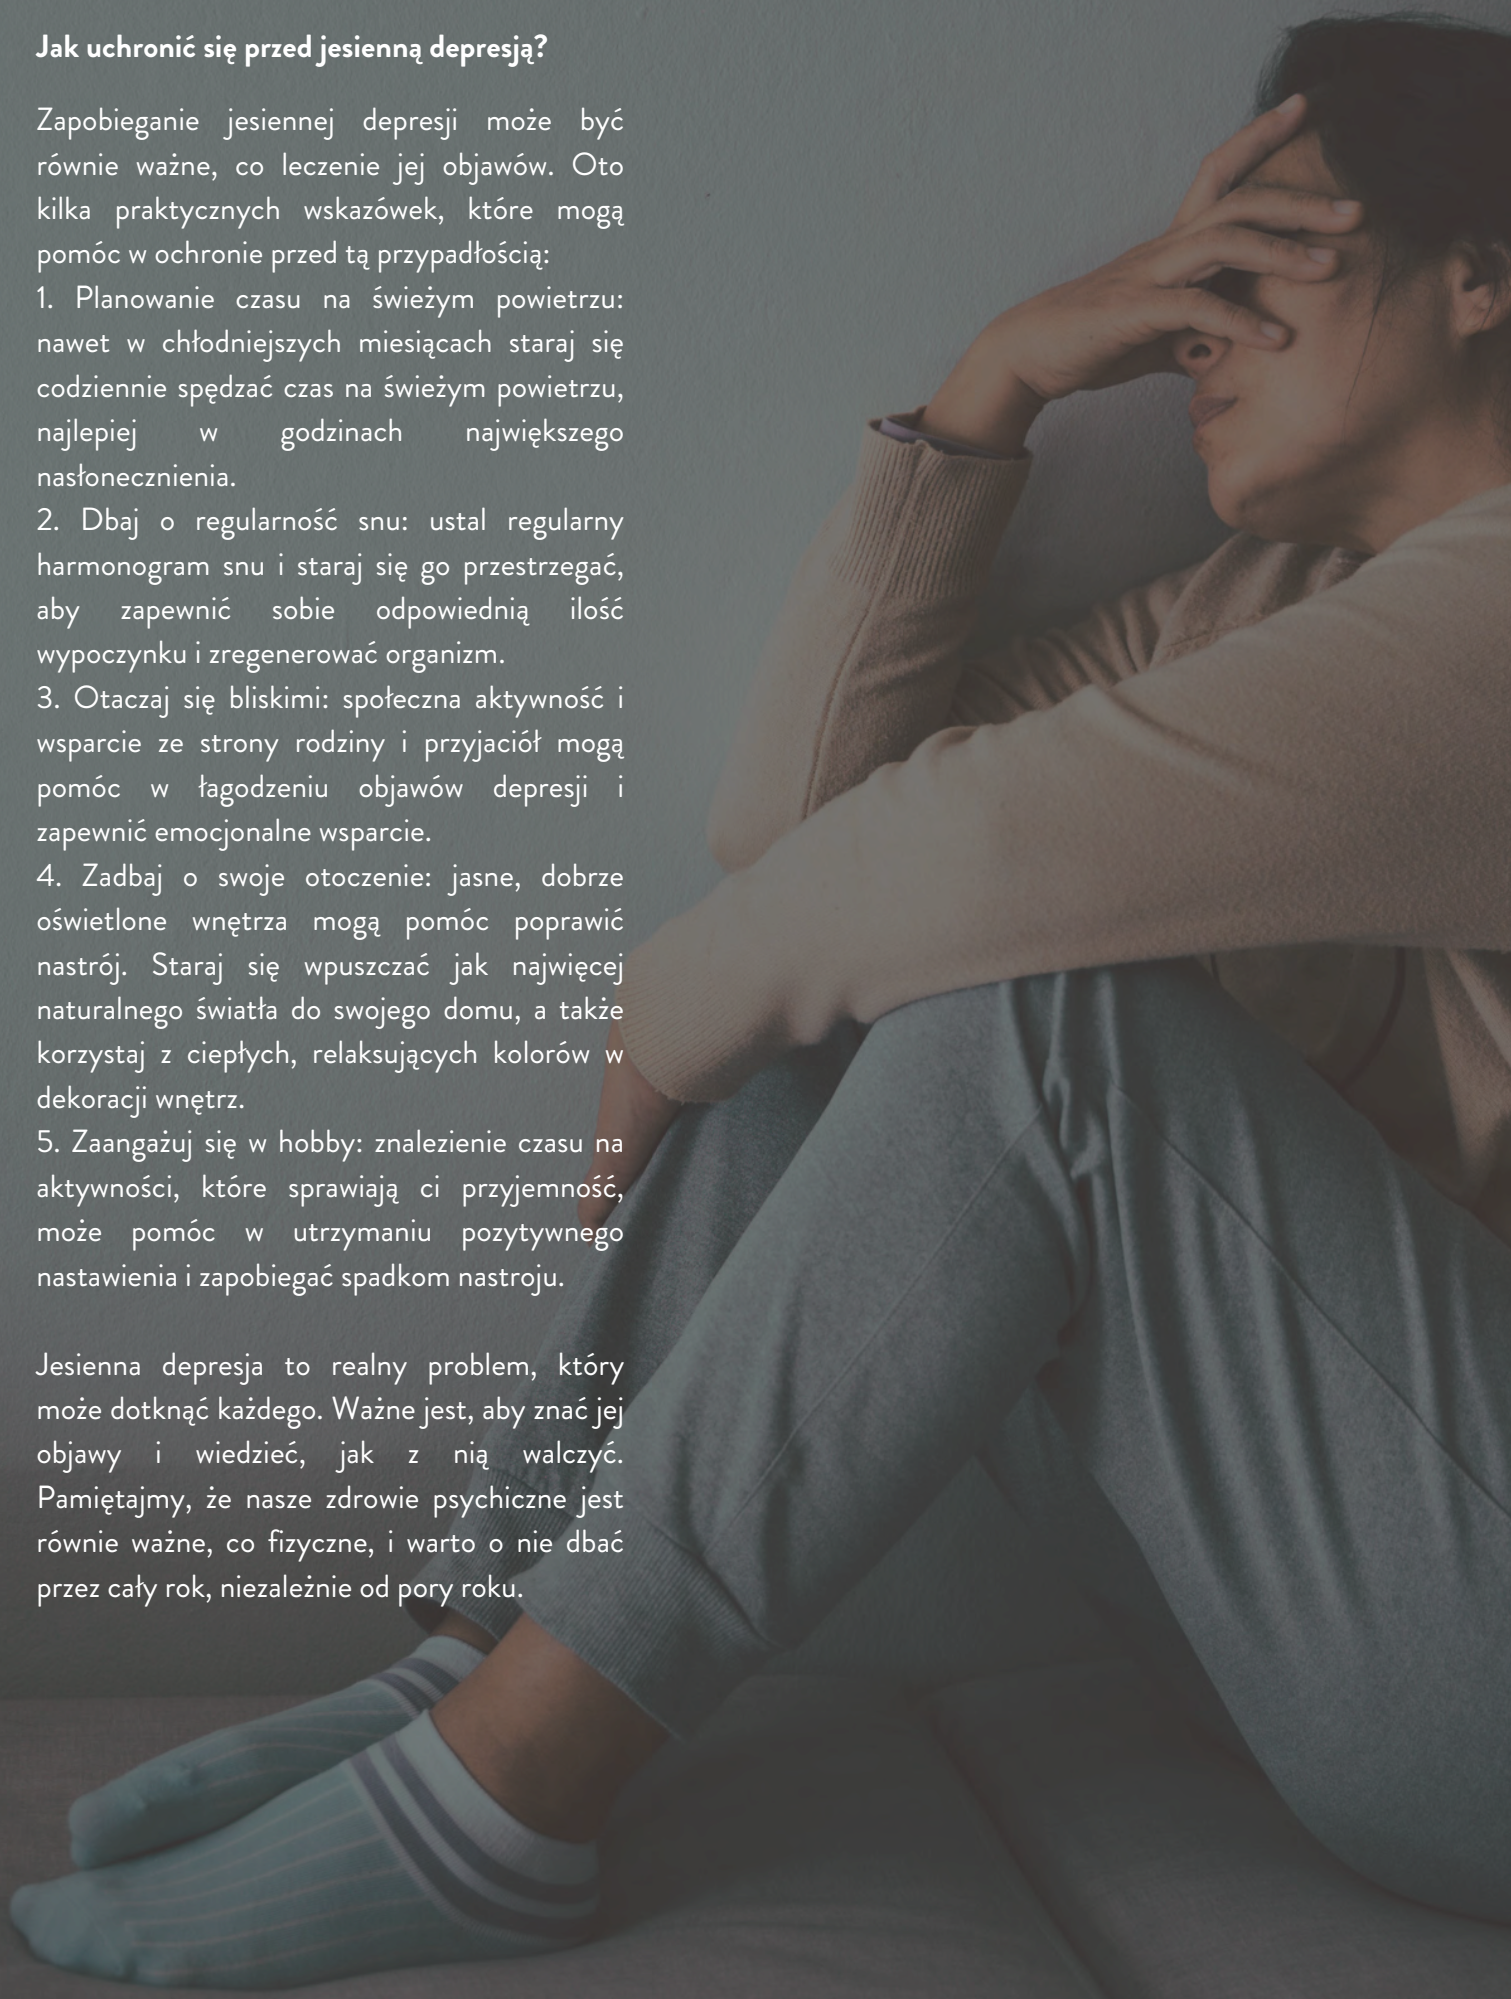 Jak uchronić się przed jesienną depresją?
Zapobieganie jesiennej depresji może być
równie ważne, co leczenie jej objawów. Oto
kilka praktycznych wskazówek, które mogą
pomóc w ochronie przed tą przypadłością:
1. Planowanie czasu na świeżym powietrzu:
nawet w chłodniejszych miesiącach staraj się
codziennie spędzać czas na świeżym powietrzu,
najlepiej w godzinach największego
nasłonecznienia.
2. Dbaj o regularność snu: ustal regularny
harmonogram snu i staraj się go przestrzegać,
aby zapewnić sobie odpowiednią ilość
wypoczynku i zregenerować organizm.
3. Otaczaj się bliskimi: społeczna aktywność i
wsparcie ze strony rodziny i przyjaciół mogą
pomóc w łagodzeniu objawów depresji i
zapewnić emocjonalne wsparcie.
4. Zadbaj o swoje otoczenie: jasne, dobrze
oświetlone wnętrza mogą pomóc poprawić
nastrój. Staraj się wpuszczać jak najwięcej
naturalnego światła do swojego domu, a także
korzystaj z ciepłych, relaksujących kolorów w
dekoracji wnętrz.
5. Zaangażuj się w hobby: znalezienie czasu na
aktywności, które sprawiają ci przyjemność,
może pomóc w utrzymaniu pozytywnego
nastawienia i zapobiegać spadkom nastroju.
Jesienna depresja to realny problem, który
może dotknąć każdego. Ważne jest, aby znać jej
objawy i wiedzieć, jak z nią walczyć.
Pamiętajmy, że nasze zdrowie psychiczne jest
równie ważne, co fizyczne, i warto o nie dbać
przez cały rok, niezależnie od pory roku.